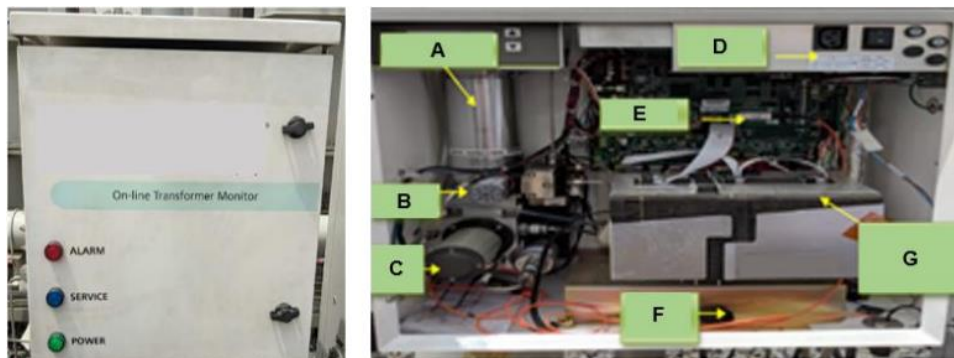 On-line Transformer Monitor
ALARM
SERVICE
POWER
A
D
E
B
C
G
F